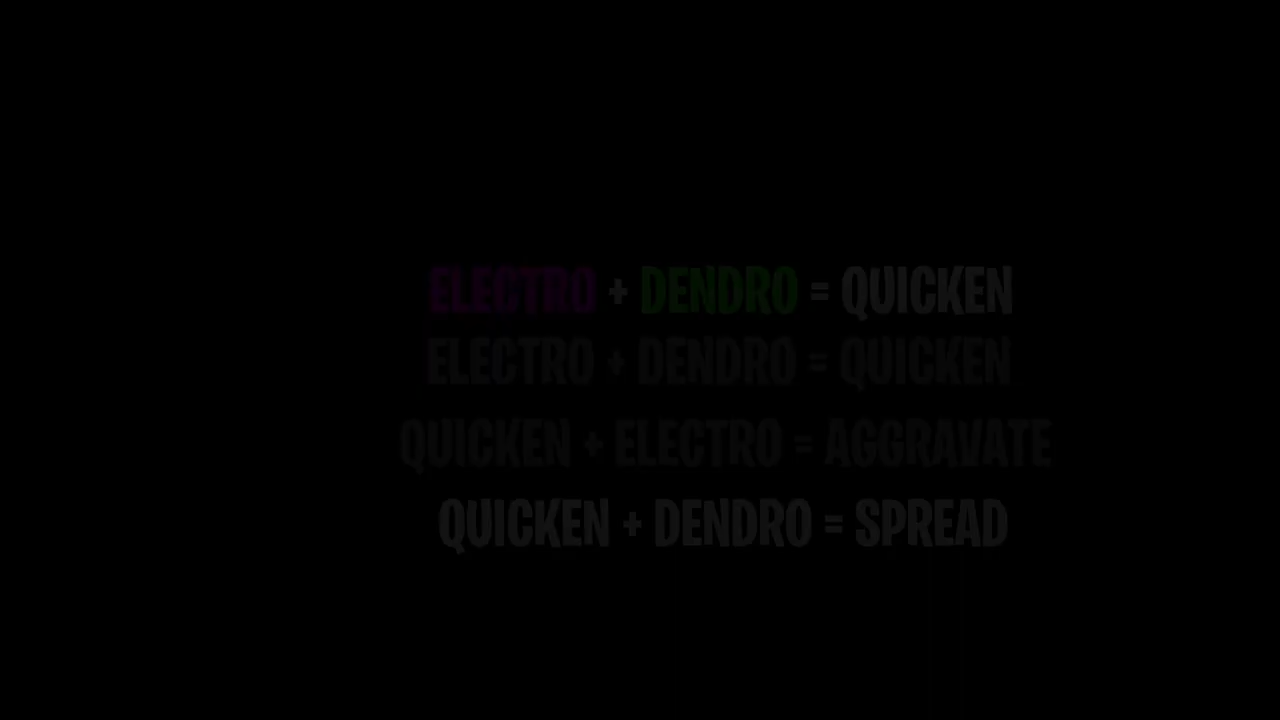 ELECTRO + DENDRO = QUICKEN
ELECTRO + DENDRO = QUICKEN
QUICKEN + ELECTRO = AGGRAVATE
QUICKEN + DENDRO = SPREAD